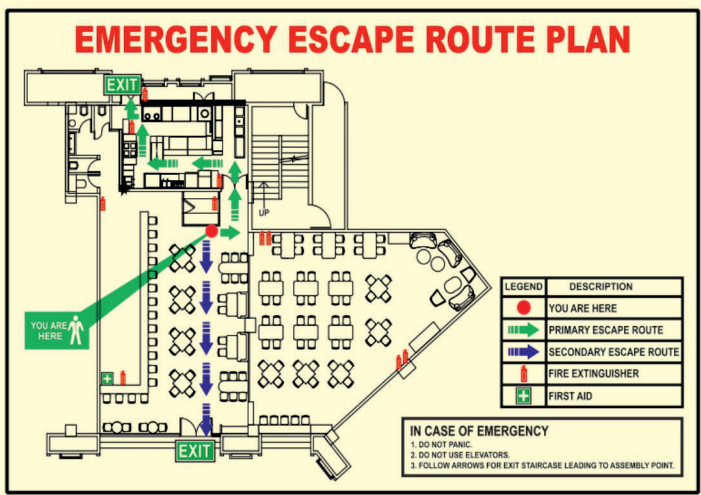 EMERGENCY ESCAPE ROUTE PLAN
EXIT
UP
YOU ARE
HERE
EXIT
LEGEND DESCRIPTION
YOU ARE HERE
PRIMARY ESCAPE ROUTE
SECONDARY ESCAPE ROUTE
FIRE EXTINGUISHER
FIRST AID
IN CASE OF EMERGENCY
1. DO NOT PANIC.
2. DO NOT USE ELEVATORS.
3. FOLLOW ARROWS FOR EXIT STAIRCASE LEADING TO ASSEMBLY POINT.